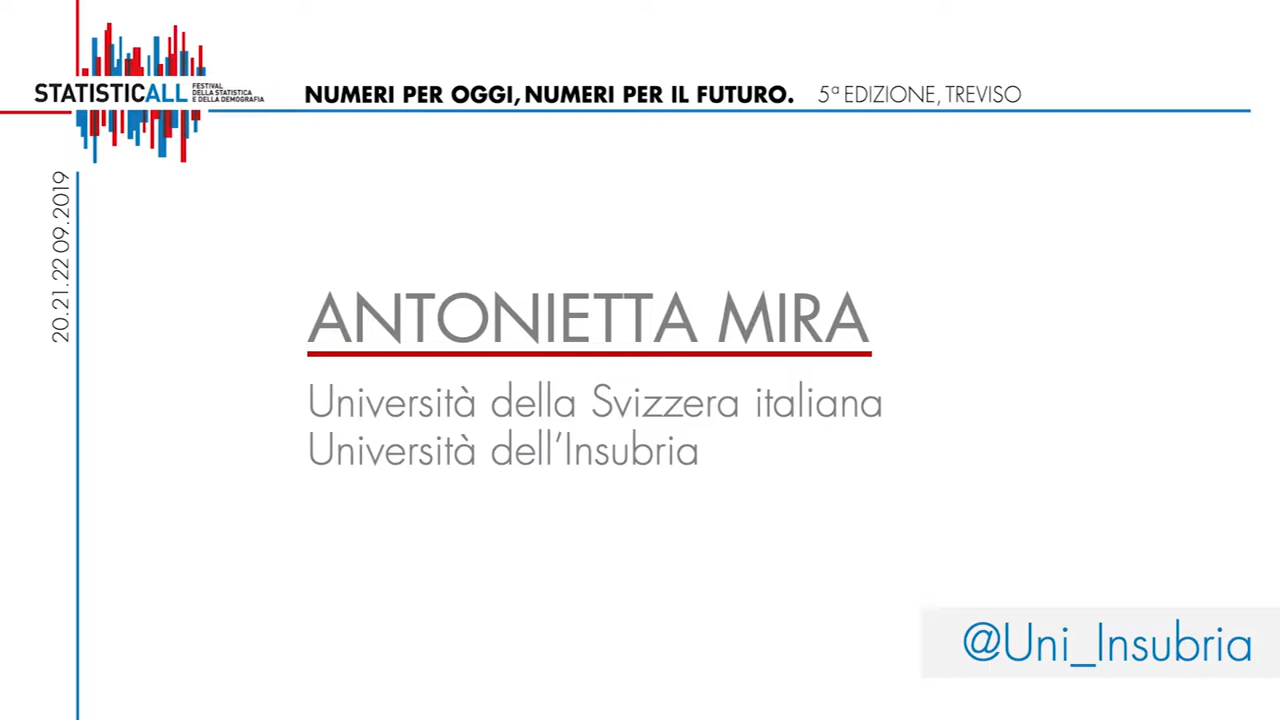 STATISTICALL
FESTIVAL
DELLA STATISTICA
E DELLA DEMOGRAFIA
NUMERI PER OGGI, NUMERI PER IL FUTURO. 5ª EDIZIONE, TREVISO
20.21.22 09.2019
ANTONIETTA MIRA
Università della Svizzera italiana
Università dell’Insubria
@Uni_Insubria